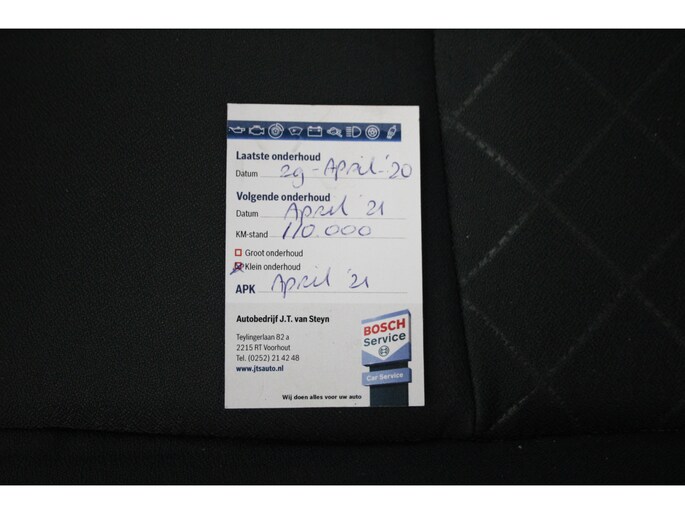 Laatste onderhoud
Datum 29-April-'20
Volgende onderhoud
Datum April '21
KM-stand 110.000
Groot onderhoud
Klein onderhoud
APK April '21
Autobedrijf J.T. van Steyn
Teylingerlaan 82 a
2215 RT Voorhout
Tel. (0252) 21 42 48
www.jtsauto.nl
BOSCH
Service
Car Service
Wij doen alles voor uw auto